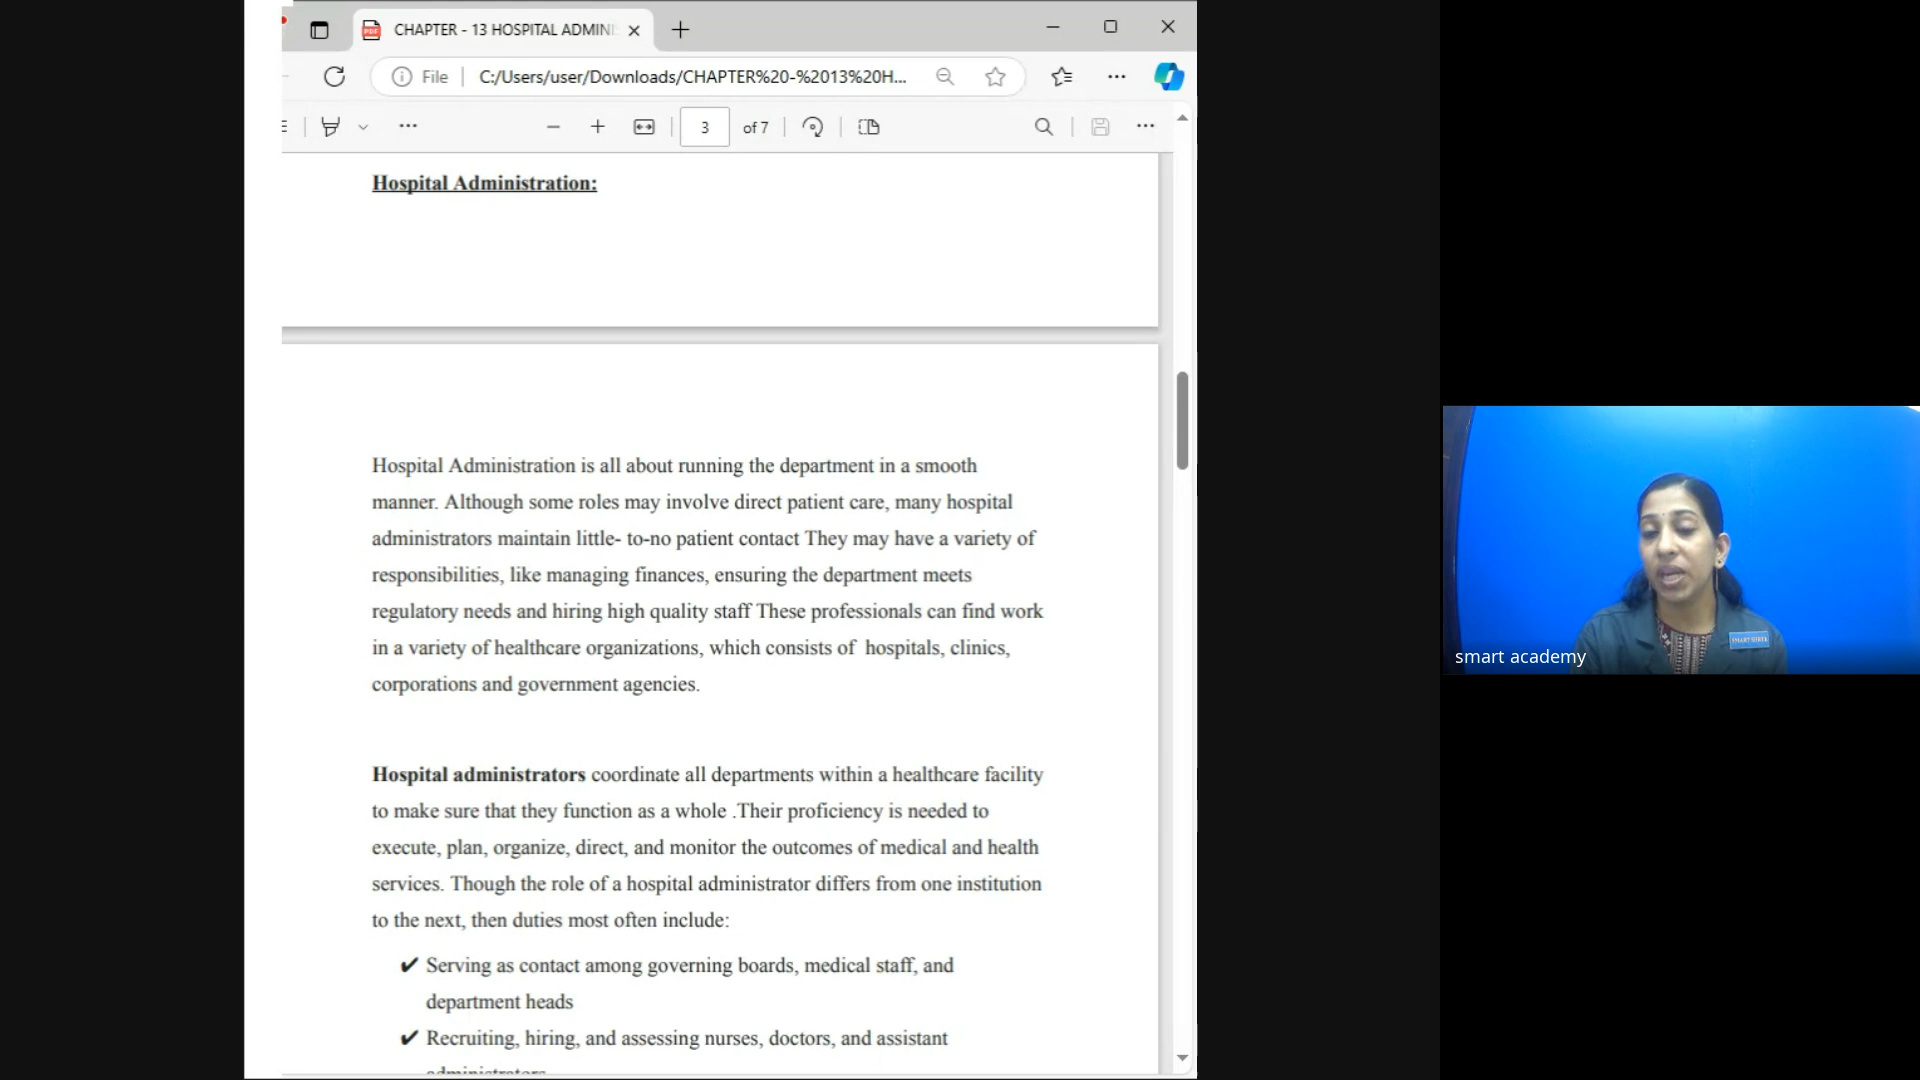 CHAPTER - 13 HOSPITAL ADMIN
File
C:/Users/user/Downloads/CHAPTER%20-%2013%20H...
3
of 7
Hospital Administration:
Hospital Administration is all about running the department in a smooth
manner. Although some roles may involve direct patient care, many hospital
administrators maintain little- to-no patient contact They may have a variety of
responsibilities, like managing finances, ensuring the department meets
regulatory needs and hiring high quality staff These professionals can find work
in a variety of healthcare organizations, which consists of  hospitals, clinics,
corporations and government agencies.
Hospital administrators coordinate all departments within a healthcare facility
to make sure that they function as a whole .Their proficiency is needed to
execute, plan, organize, direct, and monitor the outcomes of medical and health
services. Though the role of a hospital administrator differs from one institution
to the next, then duties most often include:
✔ Serving as contact among governing boards, medical staff, and
department heads
✔ Recruiting, hiring, and assessing nurses, doctors, and assistant
administrators
smart academy